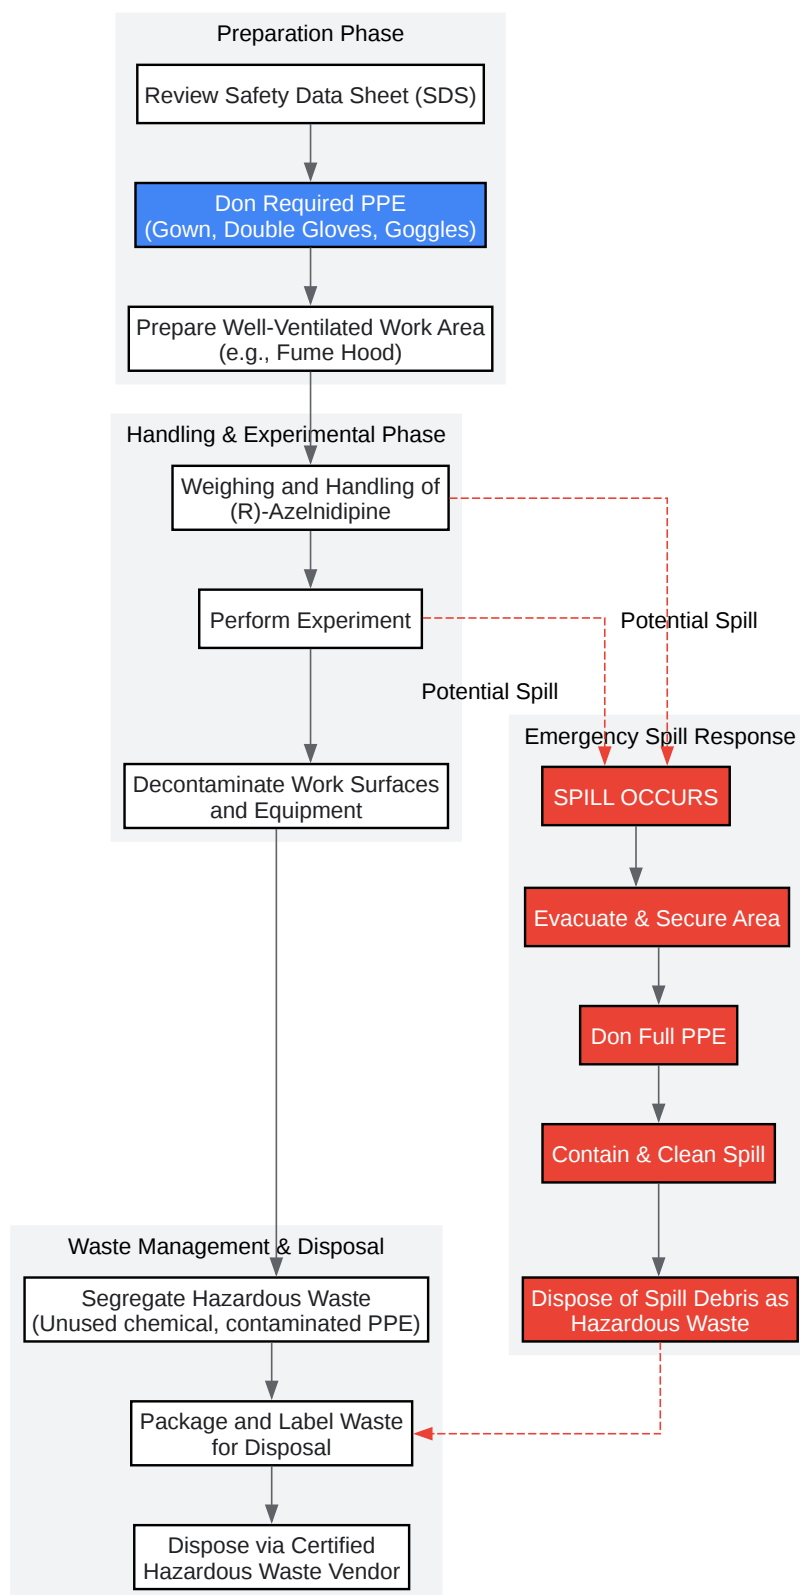 Preparation Phase
Review Safety Data Sheet (SDS)
Don Required PPE
(Gown, Double Gloves, Goggles)
Prepare Well-Ventilated Work Area
(e.g., Fume Hood)
Handling & Experimental Phase
Weighing and Handling of
(R)-Azelnidipine
Perform Experiment
Potential Spill
Potential Spill
Decontaminate Work Surfaces
and Equipment
Emergency Spill Response
SPILL OCCURS
Evacuate & Secure Area
Don Full PPE
Contain & Clean Spill
Dispose of Spill Debris as
Hazardous Waste
Waste Management & Disposal
Segregate Hazardous Waste
(Unused chemical, contaminated PPE)
Package and Label Waste
for Disposal
Dispose via Certified
Hazardous Waste Vendor